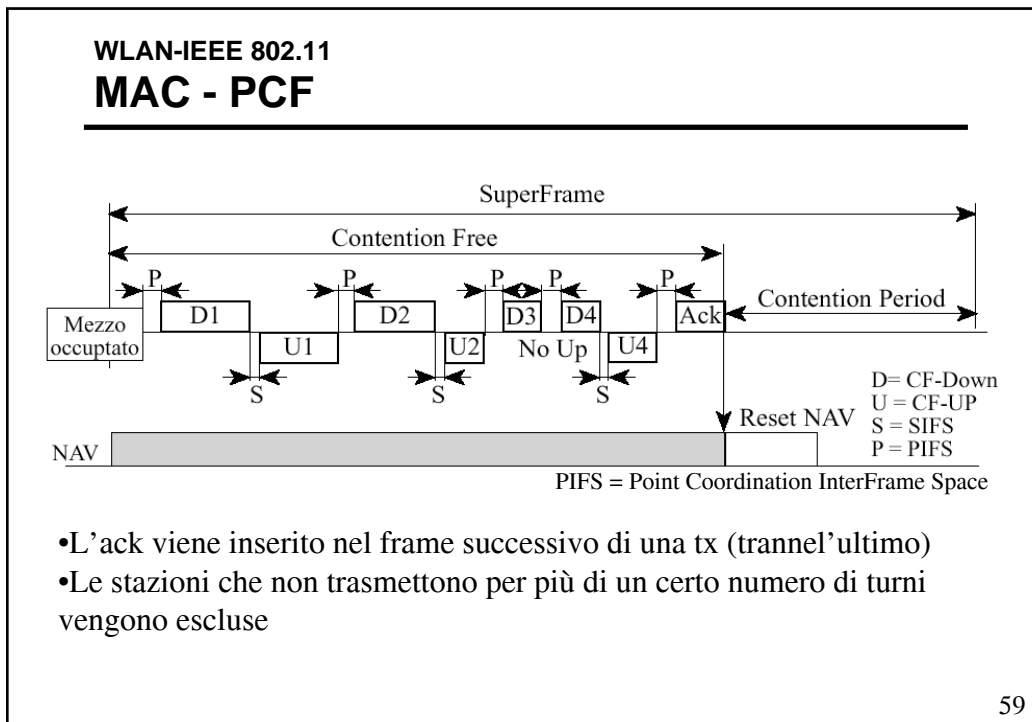 WLAN-IEEE 802.11
MAC - PCF
SuperFrame
Contention Free
P P P P P
Contention Period
D1 D2 D3 D4 Ack
Mezzo
occuptato
U1 U2 No Up U4
S S S
D= CF-Down
U = CF-UP
S = SIFS
P = PIFS
Reset NAV
NAV
PIFS = Point Coordination InterFrame Space
•L'ack viene inserito nel frame successivo di una tx (trannel'ultimo)
•Le stazioni che non trasmettono per più di un certo numero di turni
vengono escluse
59